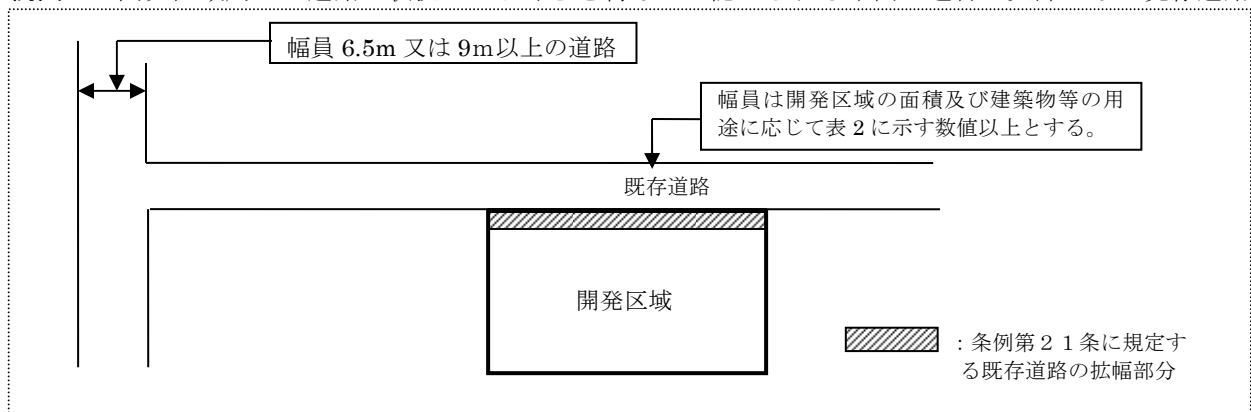 幅員 6.5m 又は 9m以上の道路
幅員は開発区域の面積及び建築物等の用
途に応じて表 2 に示す数値以上とする。
既存道路
開発区域
：条例第２１条に規定す
る既存道路の拡幅部分